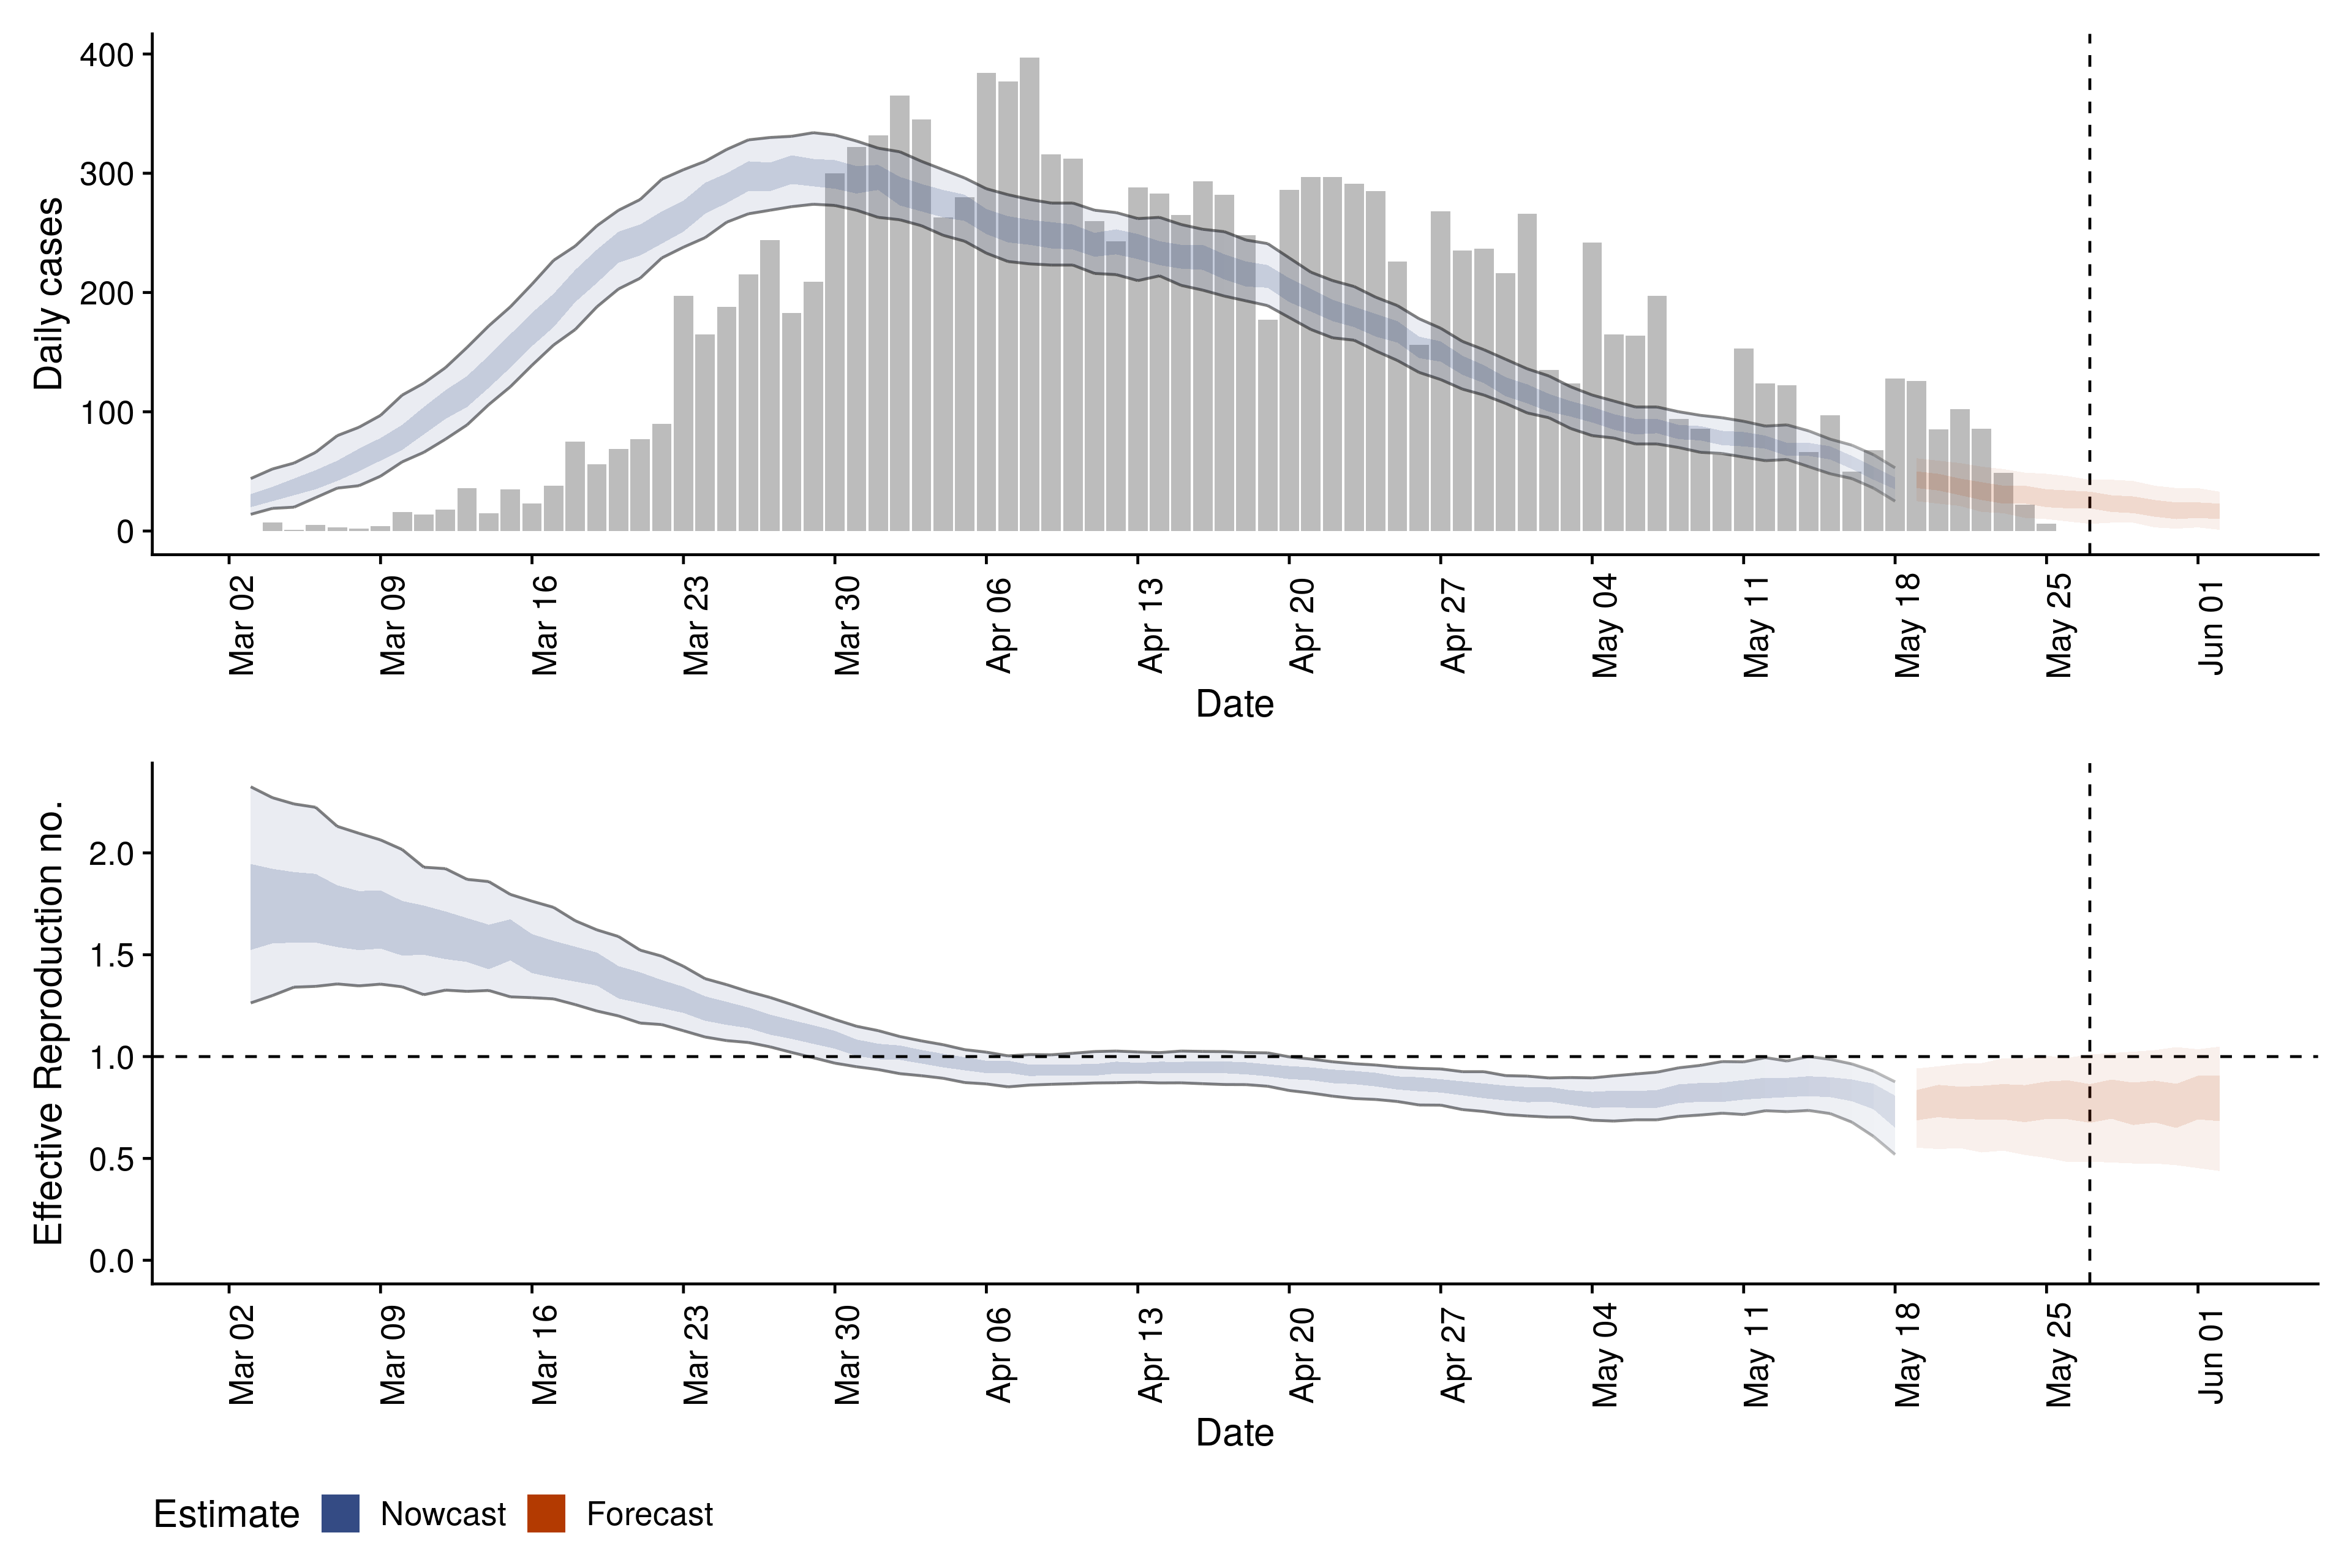 Daily cases
400
300
200
100
0
Mar 02
Mar 09
Mar 16
Mar 23
Mar 30
Apr 06
Apr 13
Apr 20
Apr 27
May 04
May 11
May 18
May 25
Jun 01
Date
Effective Reproduction no.
2.0
1.5
1.0
0.5
0.0
Mar 02
Mar 09
Mar 16
Mar 23
Mar 30
Apr 06
Apr 13
Apr 20
Apr 27
May 04
May 11
May 18
May 25
Jun 01
Date
Estimate Nowcast Forecast